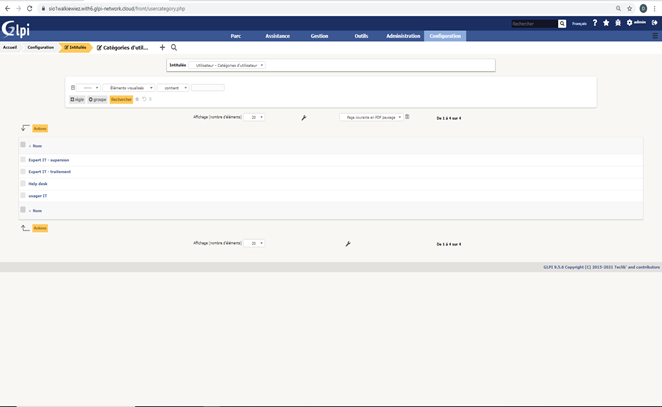 sio1walkiewiez.with6.glpi-network.cloud/front/usercategory.php
Glpi
Rechercher
Français
?
admin
Parc Assistance Gestion Outils Administration Configuration
Accueil Configuration Intitulés Catégories d'util...
Intitulés Utilisateur - Catégories d'utilisateur
----- Éléments visualisés contient
règle groupe Rechercher
Affichage (nombre d'éléments) 20 Page courante en PDF paysage De 1 à 4 sur 4
Actions
Nom
Expert IT - supervision
Expert IT - traitement
Help desk
usager IT
Nom
Actions
Affichage (nombre d'éléments) 20 De 1 à 4 sur 4
GLPI 9.5.6 Copyright (C) 2015-2021 Teclib' and contributors